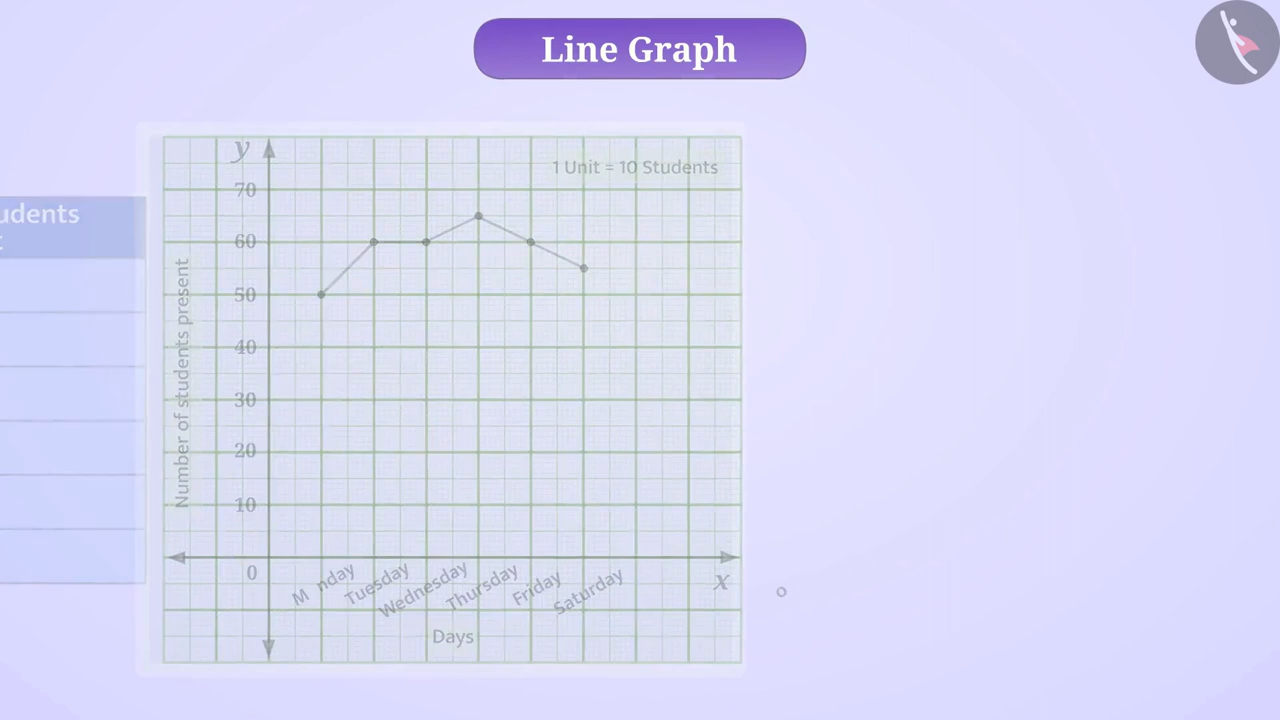 Line Graph
udents
y
1 Unit = 10 Students
70
60
50
40
30
20
10
0
Number of students present
M nday
Tuesday
Wednesday
Thursday
Friday
Saturday
x
o
Days